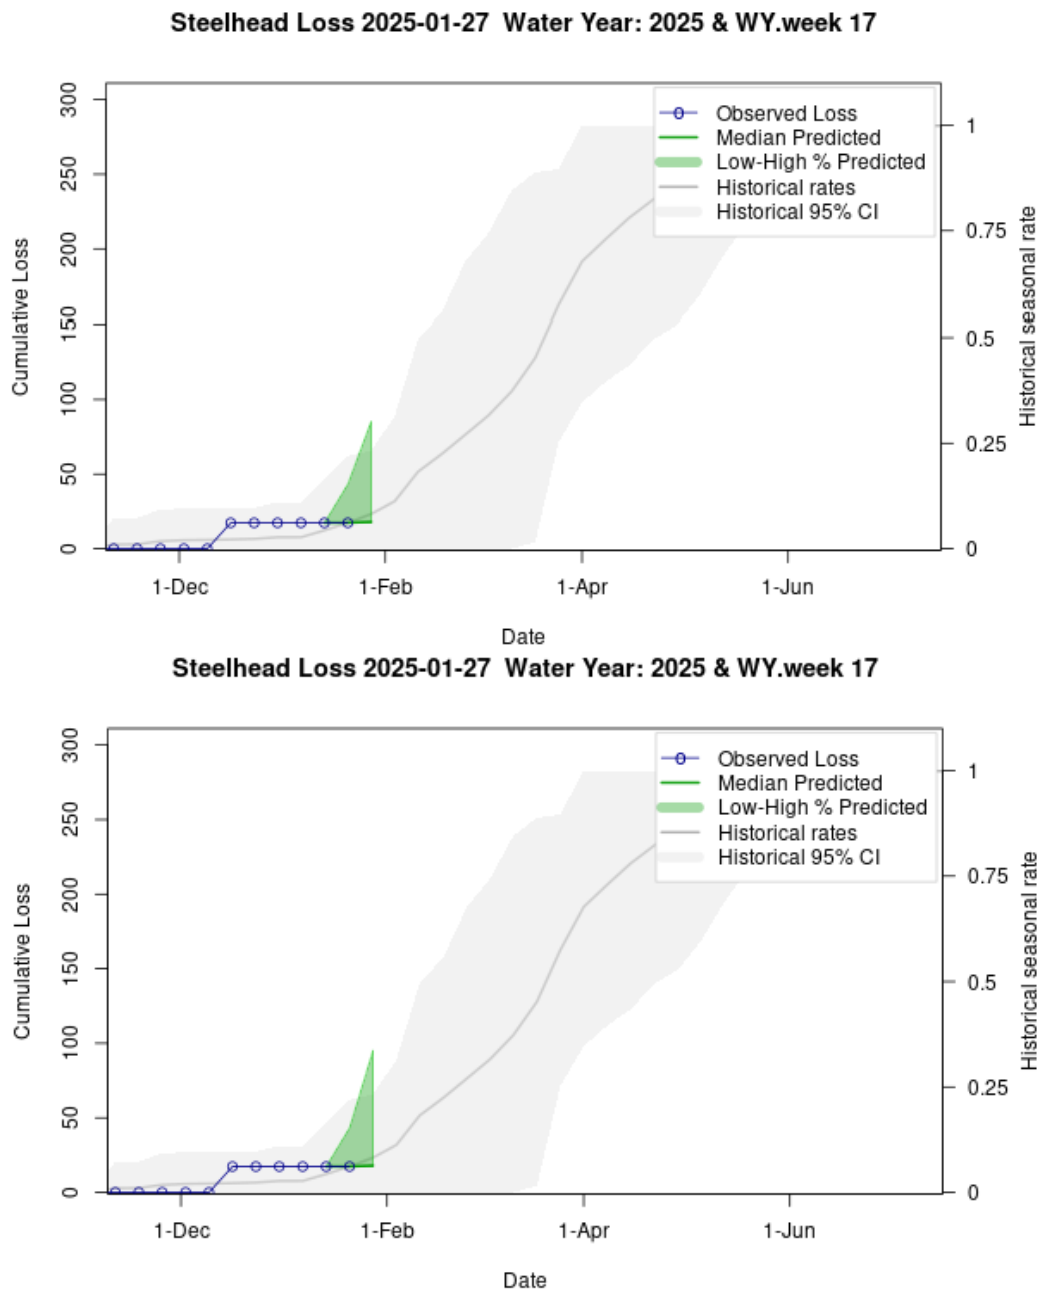 Steelhead Loss 2025-01-27  Water Year: 2025 & WY.week 17
Cumulative Loss
300
250
200
150
100
50
0
Observed Loss
Median Predicted
Low-High % Predicted
Historical rates
Historical 95% CI
1
0.75
0.5
0.25
0
Historical seasonal rate
1-Dec
1-Feb
1-Apr
1-Jun
Date
Steelhead Loss 2025-01-27  Water Year: 2025 & WY.week 17
Cumulative Loss
300
250
200
150
100
50
0
Observed Loss
Median Predicted
Low-High % Predicted
Historical rates
Historical 95% CI
1
0.75
0.5
0.25
0
Historical seasonal rate
1-Dec
1-Feb
1-Apr
1-Jun
Date